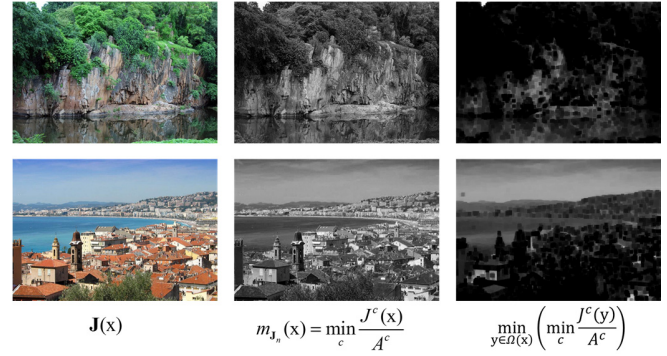 J(x)
m_{J_n}(x) = min_c J^c(x) / A^c
min_{y∈Ω(x)} ( min_c J^c(y) / A^c )